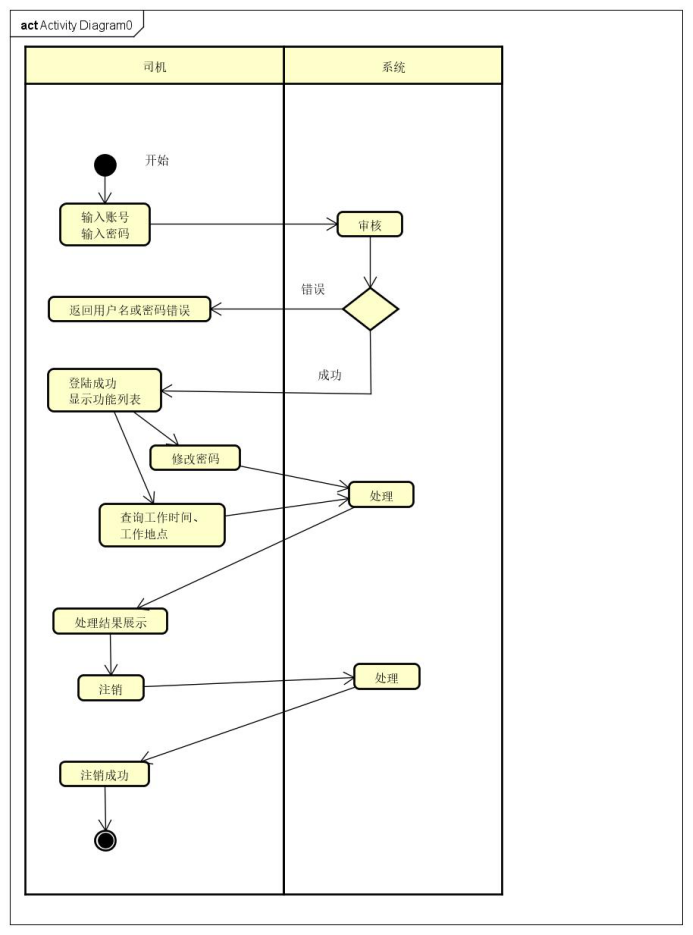 act Activity Diagram0
司机
系统
开始
输入账号
输入密码
审核
错误
返回用户名或密码错误
成功
登陆成功
显示功能列表
修改密码
处理
查询工作时间、
工作地点
处理结果展示
注销
处理
注销成功